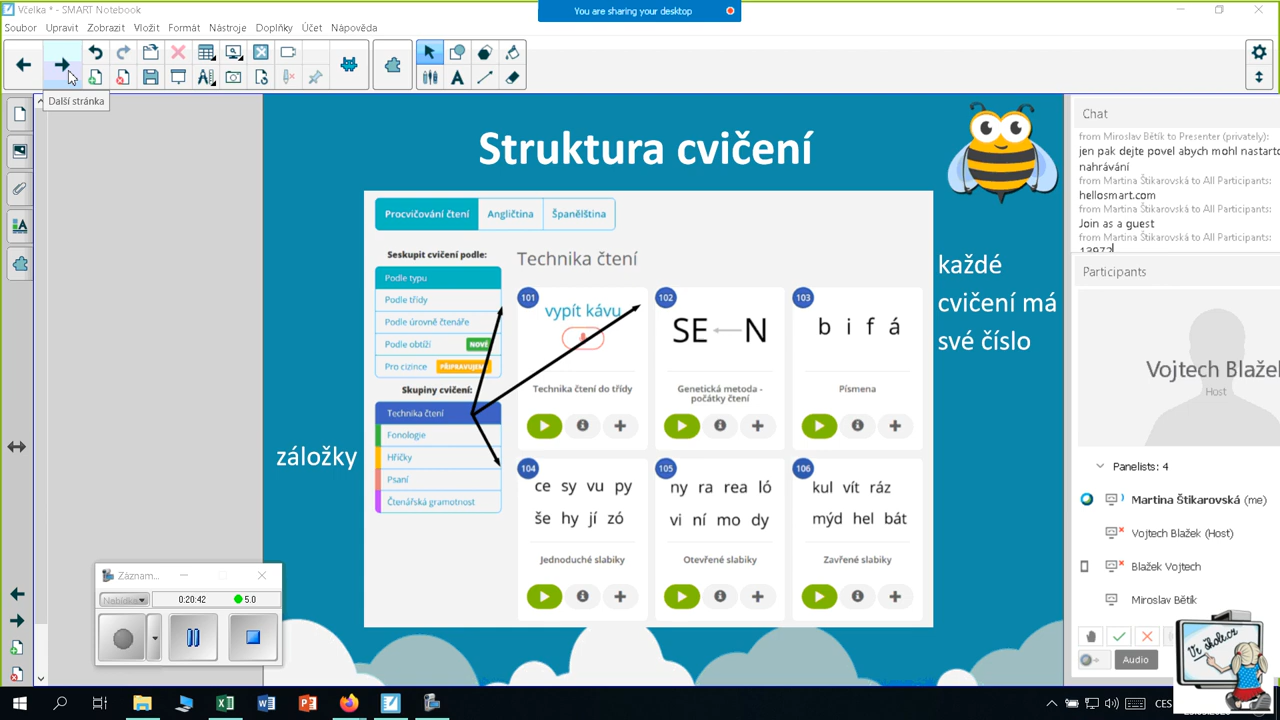 Včelka * - SMART Notebook
You are sharing your desktop
Soubor Upravit Zobrazit Vložit Formát Nástroje Doplňky Účet Nápověda
Další stránka
Struktura cvičení
Procvičování čtení Angličtina Španělština
Seskupit cvičení podle:
Podle typu
Podle třídy
Podle úrovně čtenáře
Podle obtíží NOVÉ
Pro cizince
Skupiny cvičení:
Technika čtení
Fonologie
Hříčky
Psaní
Čtenářská gramotnost
Technika čtení
101
vypít kávu
Technika čtení do třídy
102
SE N
Genetická metoda -
počátky čtení
103
b i f á
Písmena
104
ce sy vu py
še hy jí zó
Jednoduché slabiky
105
ny ra rea ló
vi ní mo dy
Otevřené slabiky
106
kul vít ráz
mýd hel bát
Zavřené slabiky
záložky
každé
cvičení má
své číslo
Záznam...
Nabídka
0:20:42 5.0
Chat
from Miroslav Bětík to Presenter (privately):
jen pak dejte povel abych mohl nastarto
nahrávání
from Martina Štikarovská to All Participants:
hellosmart.com
from Martina Štikarovská to All Participants:
Join as a guest
from Martina Štikarovská to All Participants:
Participants
Vojtech Blažek
Host
Panelists: 4
Martina Štikarovská (me)
Vojtech Blažek (Host)
Blažek Vojtech
Miroslav Bětík
Audio
Ve škole.cz
CES